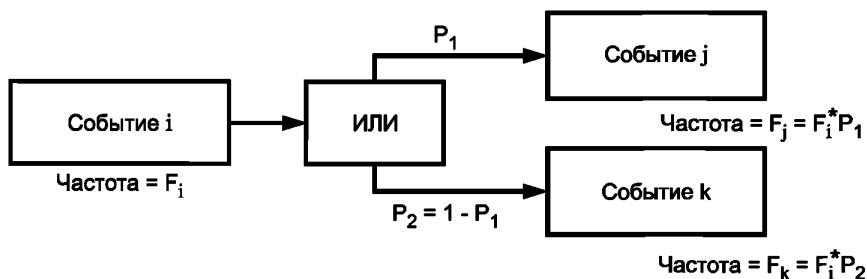 P₁
Событие j
Событие i
ИЛИ
Частота = Fⱼ = Fᵢ*P₁
Частота = Fᵢ
P₂ = 1 - P₁
Событие k
Частота = Fₖ = Fᵢ*P₂